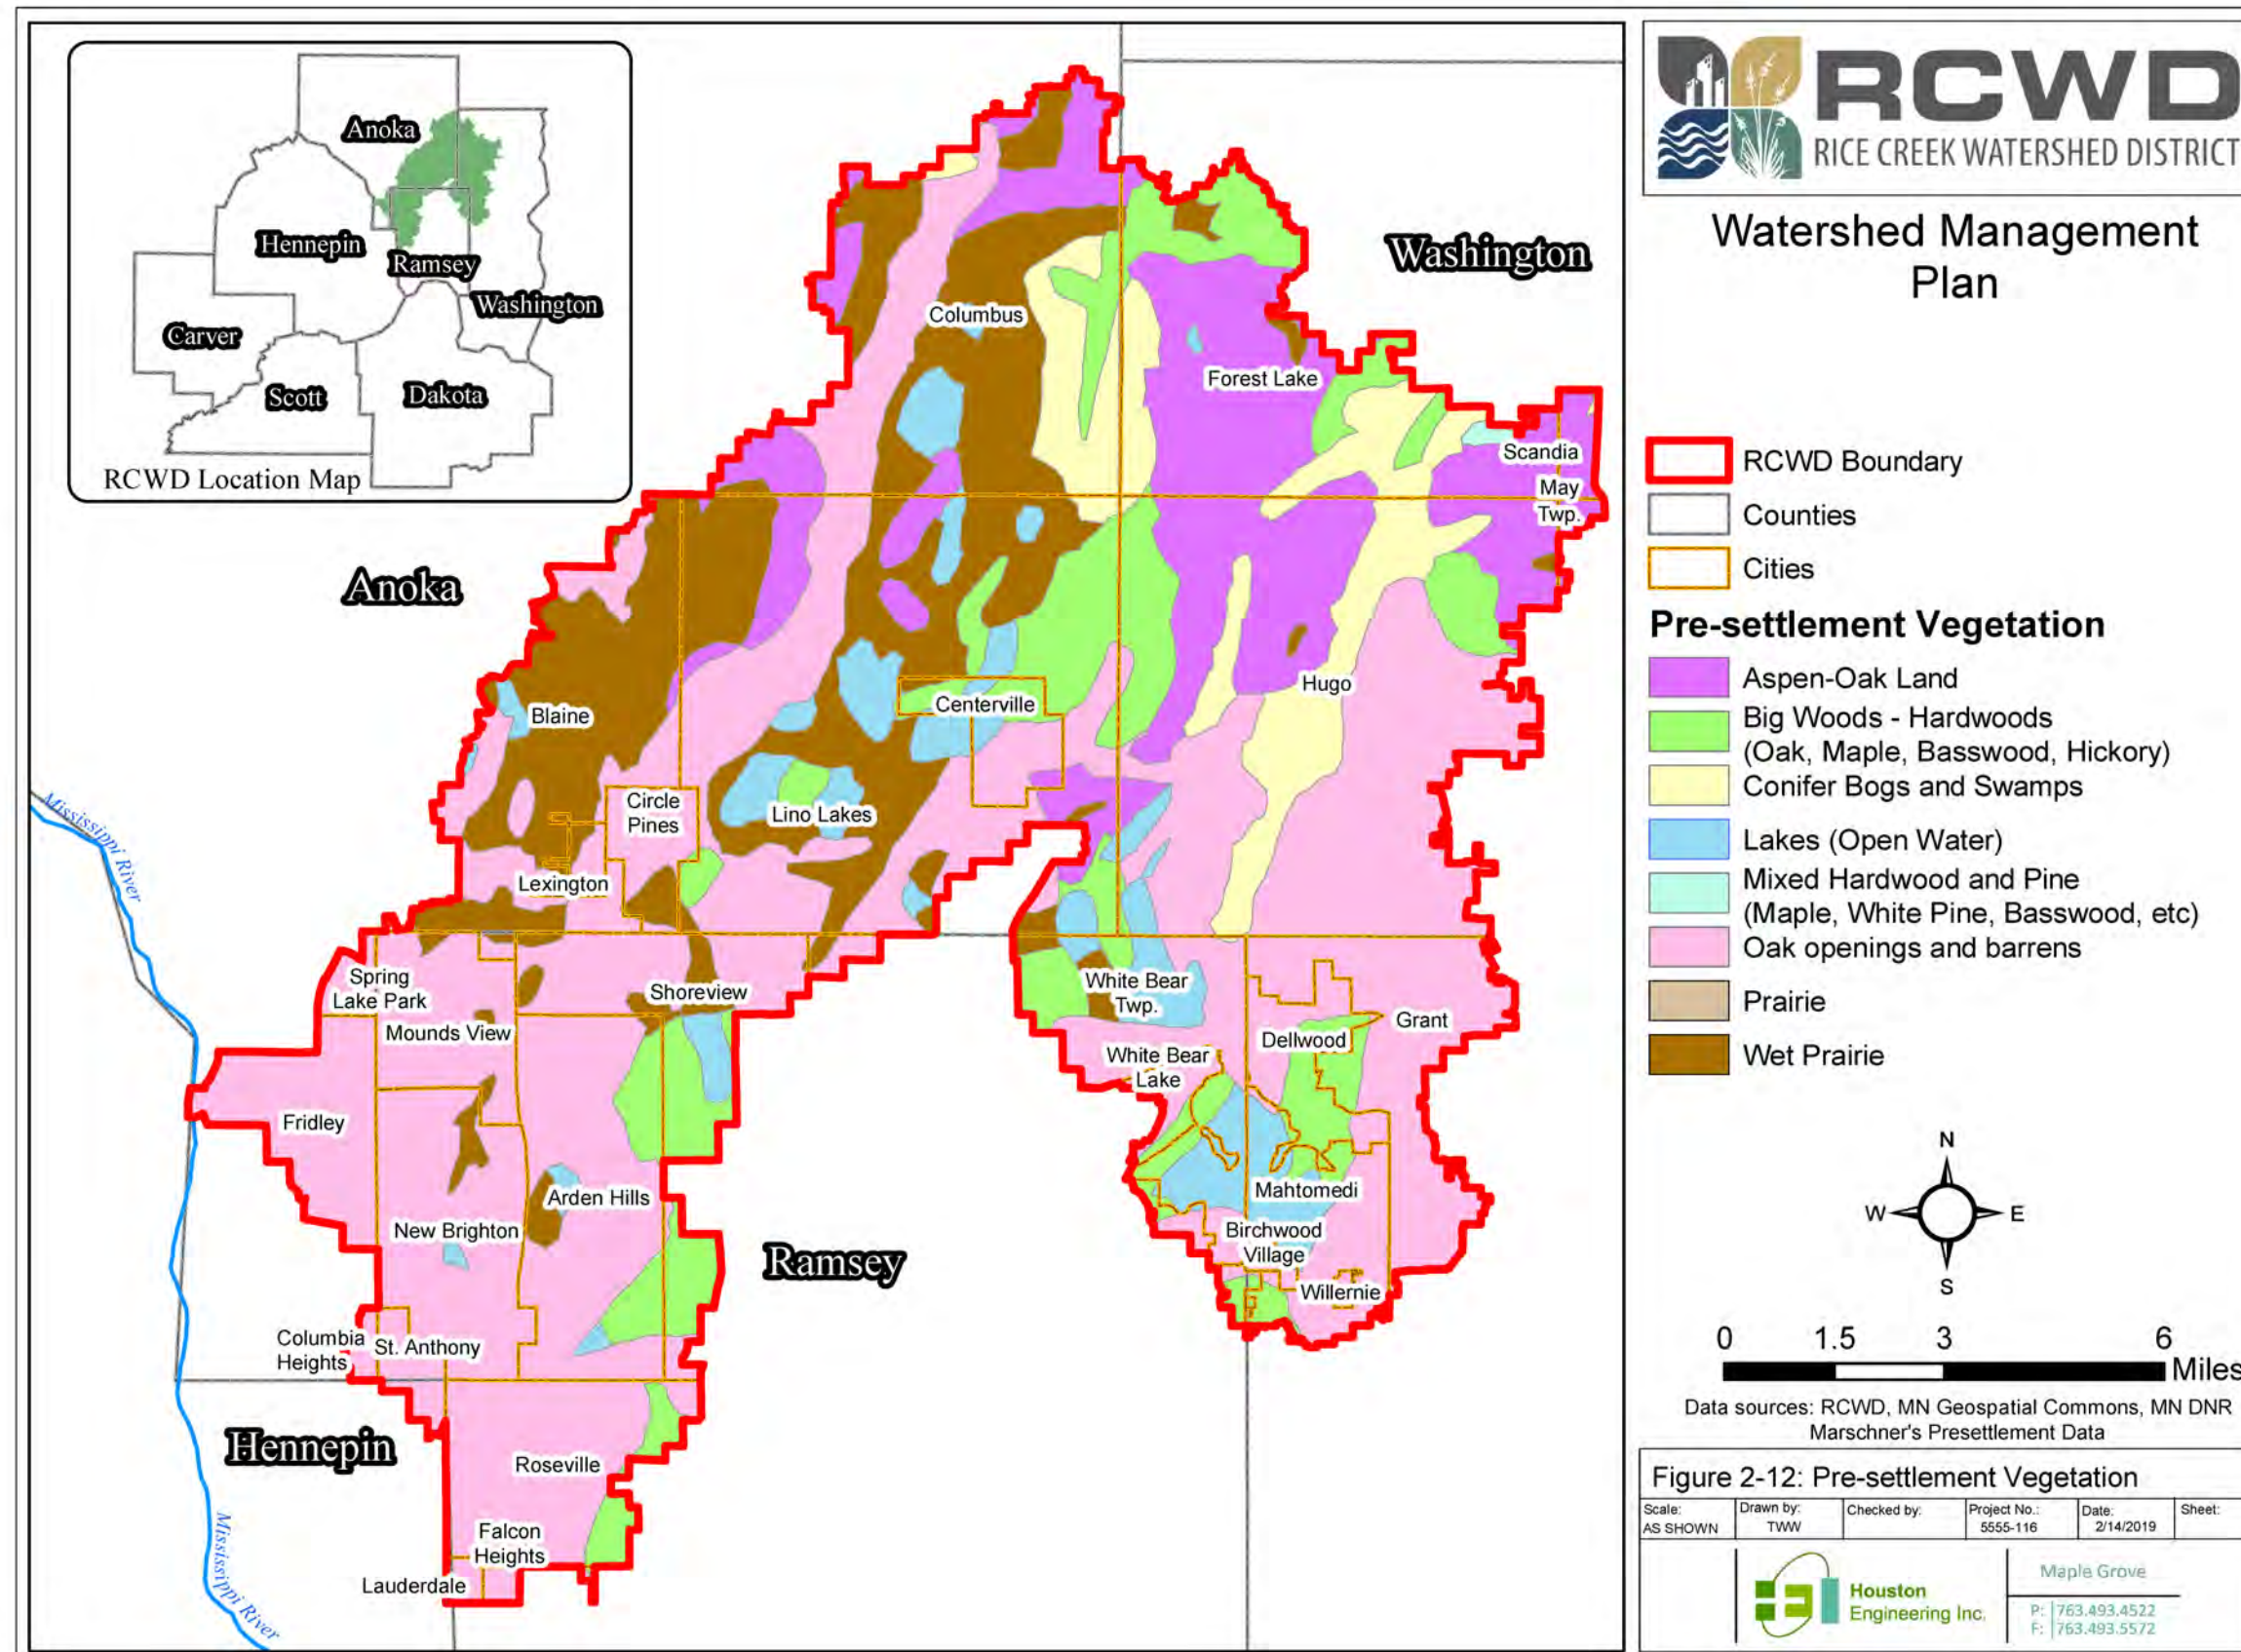 Anoka
Hennepin
Ramsey
Washington
Carver
Scott
Dakota
RCWD Location Map
Washington
Columbus
Forest Lake
Scandia
May
Twp.
Anoka
Hugo
Centerville
Blaine
Circle
Pines
Lino Lakes
Lexington
Mississippi River
Spring
Lake Park
Shoreview
White Bear
Twp.
Mounds View
Grant
Dellwood
White Bear
Lake
Fridley
Arden Hills
Mahtomedi
New Brighton
Birchwood
Village
Ramsey
Willernie
Columbia
Heights
St. Anthony
Hennepin
Roseville
Falcon
Heights
Lauderdale
Mississippi River
RCWD
RICE CREEK WATERSHED DISTRICT
Watershed Management
Plan
RCWD Boundary
Counties
Cities
Pre-settlement Vegetation
Aspen-Oak Land
Big Woods - Hardwoods
(Oak, Maple, Basswood, Hickory)
Conifer Bogs and Swamps
Lakes (Open Water)
Mixed Hardwood and Pine
(Maple, White Pine, Basswood, etc)
Oak openings and barrens
Prairie
Wet Prairie
N
W E
S
0 1.5 3 6
Miles
Data sources: RCWD, MN Geospatial Commons, MN DNR
Marschner's Presettlement Data
Figure 2-12: Pre-settlement Vegetation
Scale: Drawn by: Checked by: Project No.: Date: Sheet:
AS SHOWN TWW 5555-116 2/14/2019
Houston
Engineering Inc.
Maple Grove
P: 763.493.4522
F: 763.493.5572